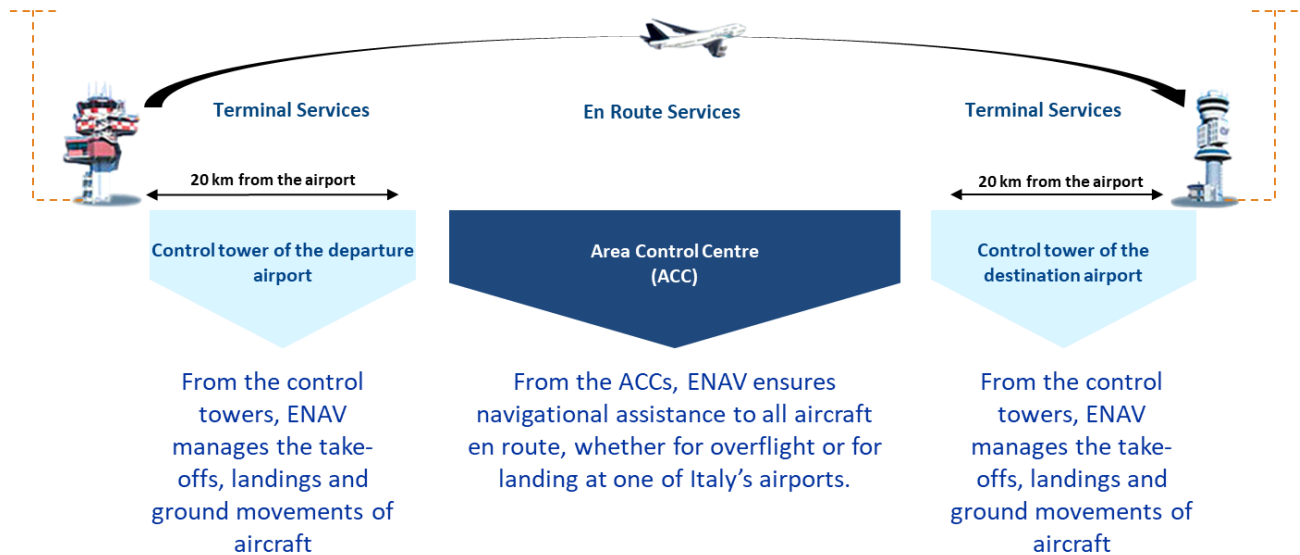 Terminal Services
En Route Services
Terminal Services
20 km from the airport
20 km from the airport
Control tower of the departure
airport
Area Control Centre
(ACC)
Control tower of the
destination airport
From the control
towers, ENAV
manages the take-
offs, landings and
ground movements of
aircraft
From the ACCs, ENAV ensures
navigational assistance to all aircraft
en route, whether for overflight or for
landing at one of Italy’s airports.
From the control
towers, ENAV
manages the take-
offs, landings and
ground movements of
aircraft